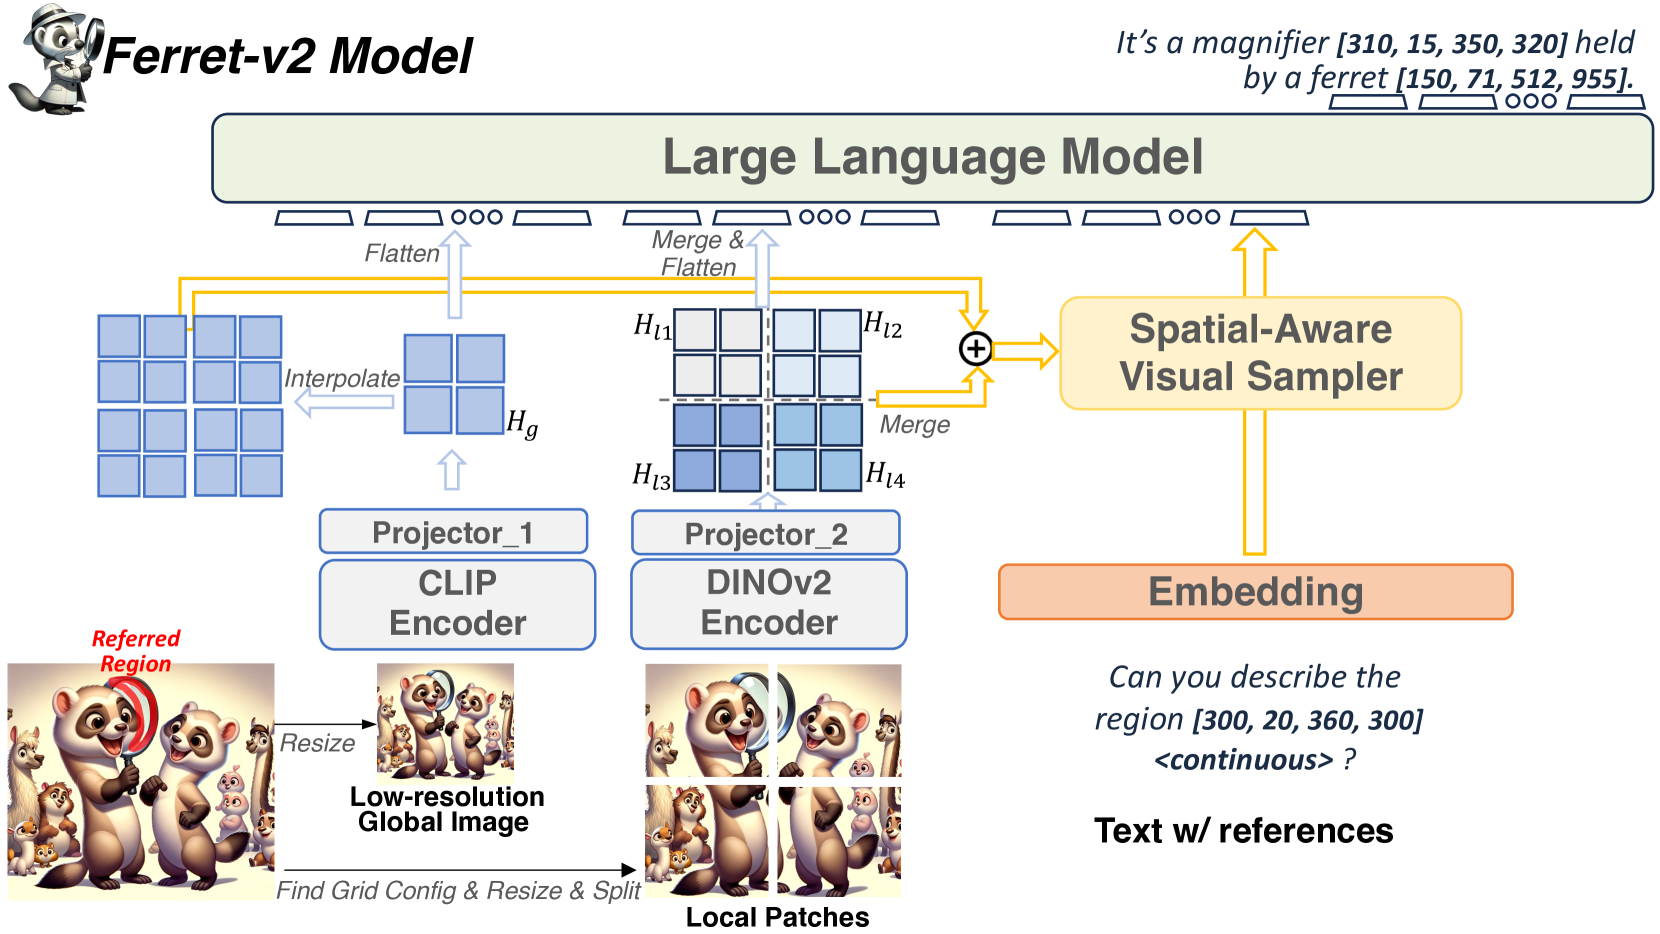 Ferret-v2 Model
It's a magnifier [310, 15, 350, 320] held
by a ferret [150, 71, 512, 955].
Large Language Model
Flatten
Merge &
Flatten
H_{l1}
H_{l2}
Spatial-Aware
Visual Sampler
Interpolate
H_g
Merge
H_{l3}
H_{l4}
Projector_1
Projector_2
CLIP
Encoder
DINOv2
Encoder
Embedding
Referred
Region
Resize
Low-resolution
Global Image
Find Grid Config & Resize & Split
Local Patches
Can you describe the
region [300, 20, 360, 300]
<continuous> ?
Text w/ references